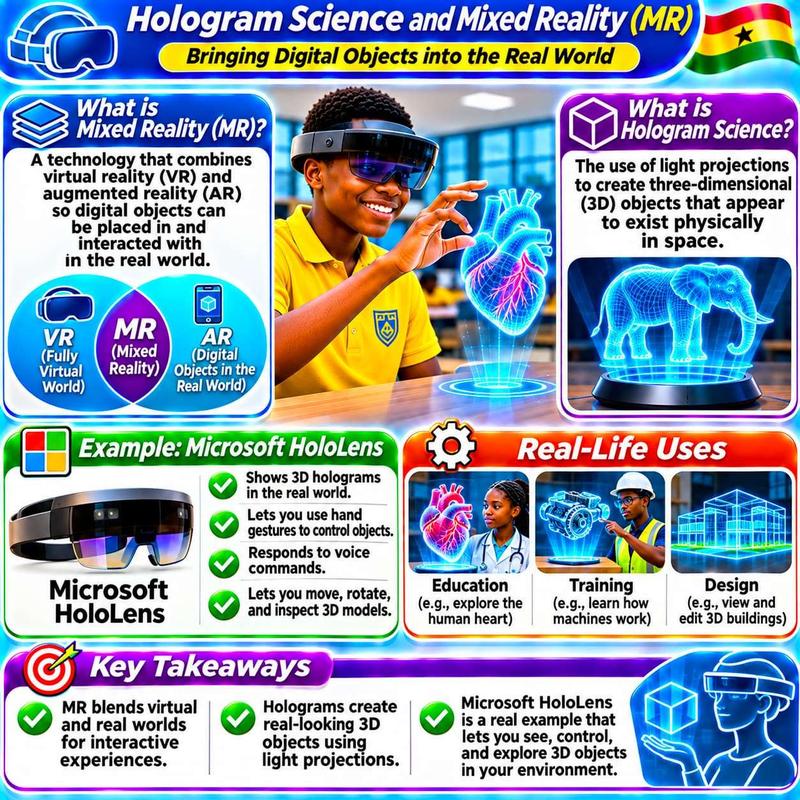 Hologram Science and Mixed Reality (MR)
Bringing Digital Objects into the Real World
What is
Mixed Reality (MR)?
A technology that combines
virtual reality (VR) and
augmented reality (AR)
so digital objects can
be placed in and
interacted with
in the real world.
VR
(Fully
Virtual
World)
MR
(Mixed
Reality)
AR
(Digital
Objects in the
Real World)
What is
Hologram Science?
The use of light projections
to create three-dimensional
(3D) objects that appear
to exist physically
in space.
Example: Microsoft HoloLens
Microsoft
HoloLens
Shows 3D holograms
in the real world.
Lets you use hand
gestures to control objects.
Responds to voice
commands.
Lets you move, rotate,
and inspect 3D models.
Real-Life Uses
Education
(e.g., explore the
human heart)
Training
(e.g., learn how
machines work)
Design
(e.g., view and
edit 3D buildings)
Key Takeaways
MR blends virtual
and real worlds
for interactive
experiences.
Holograms create
real-looking 3D
objects using
light projections.
Microsoft HoloLens
is a real example that
lets you see, control,
and explore 3D objects
in your environment.